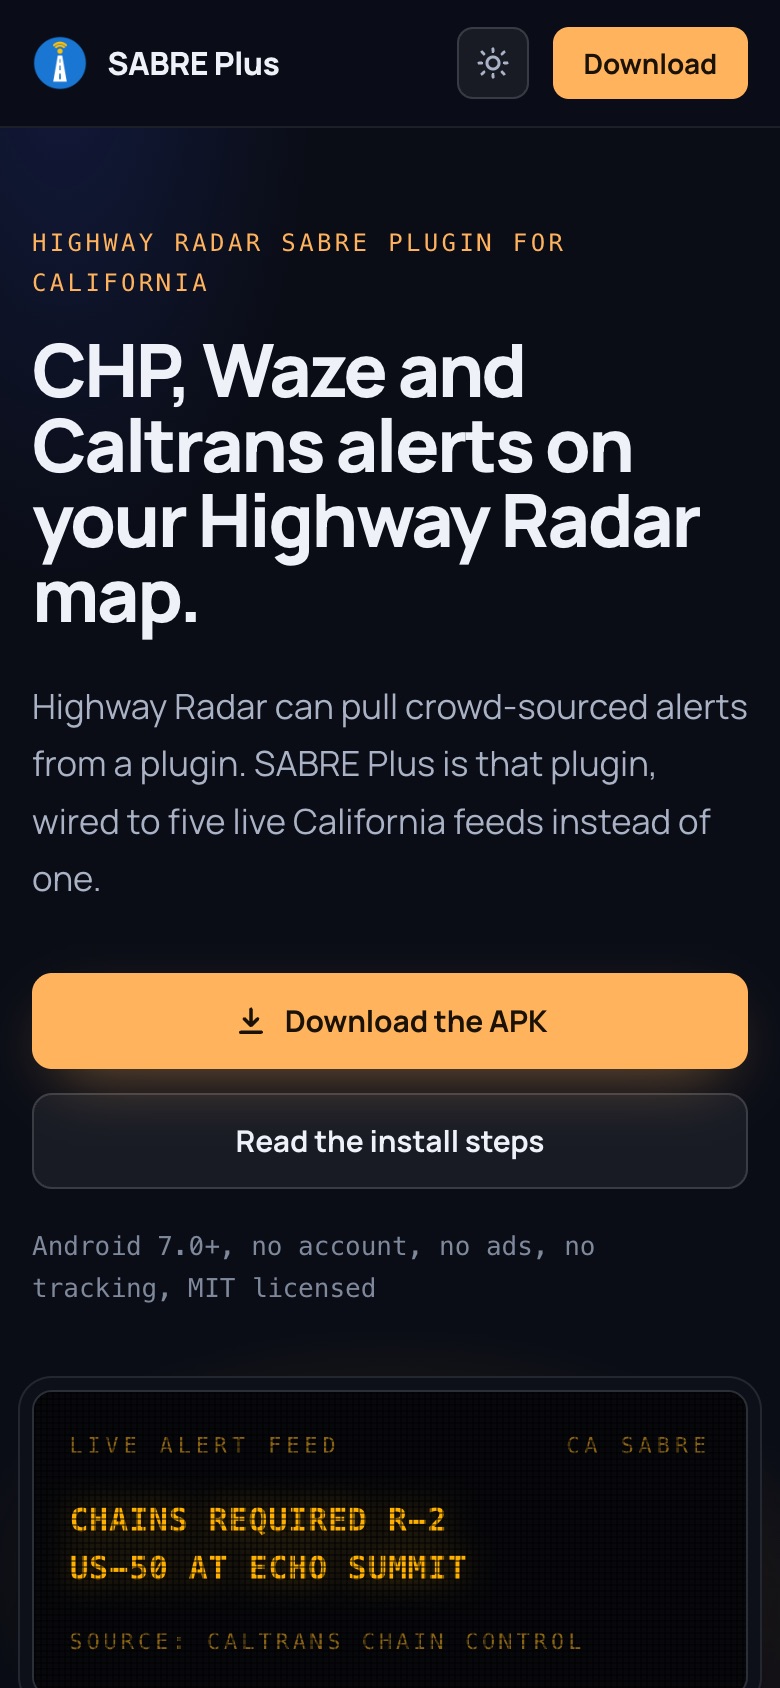 SABRE Plus
Download
HIGHWAY RADAR SABRE PLUGIN FOR
CALIFORNIA
CHP, Waze and
Caltrans alerts on
your Highway Radar
map.
Highway Radar can pull crowd-sourced alerts
from a plugin. SABRE Plus is that plugin,
wired to five live California feeds instead of
one.
Download the APK
Read the install steps
Android 7.0+, no account, no ads, no
tracking, MIT licensed
LIVE ALERT FEED
CA SABRE
CHAINS REQUIRED R-2
US-50 AT ECHO SUMMIT
SOURCE: CALTRANS CHAIN CONTROL